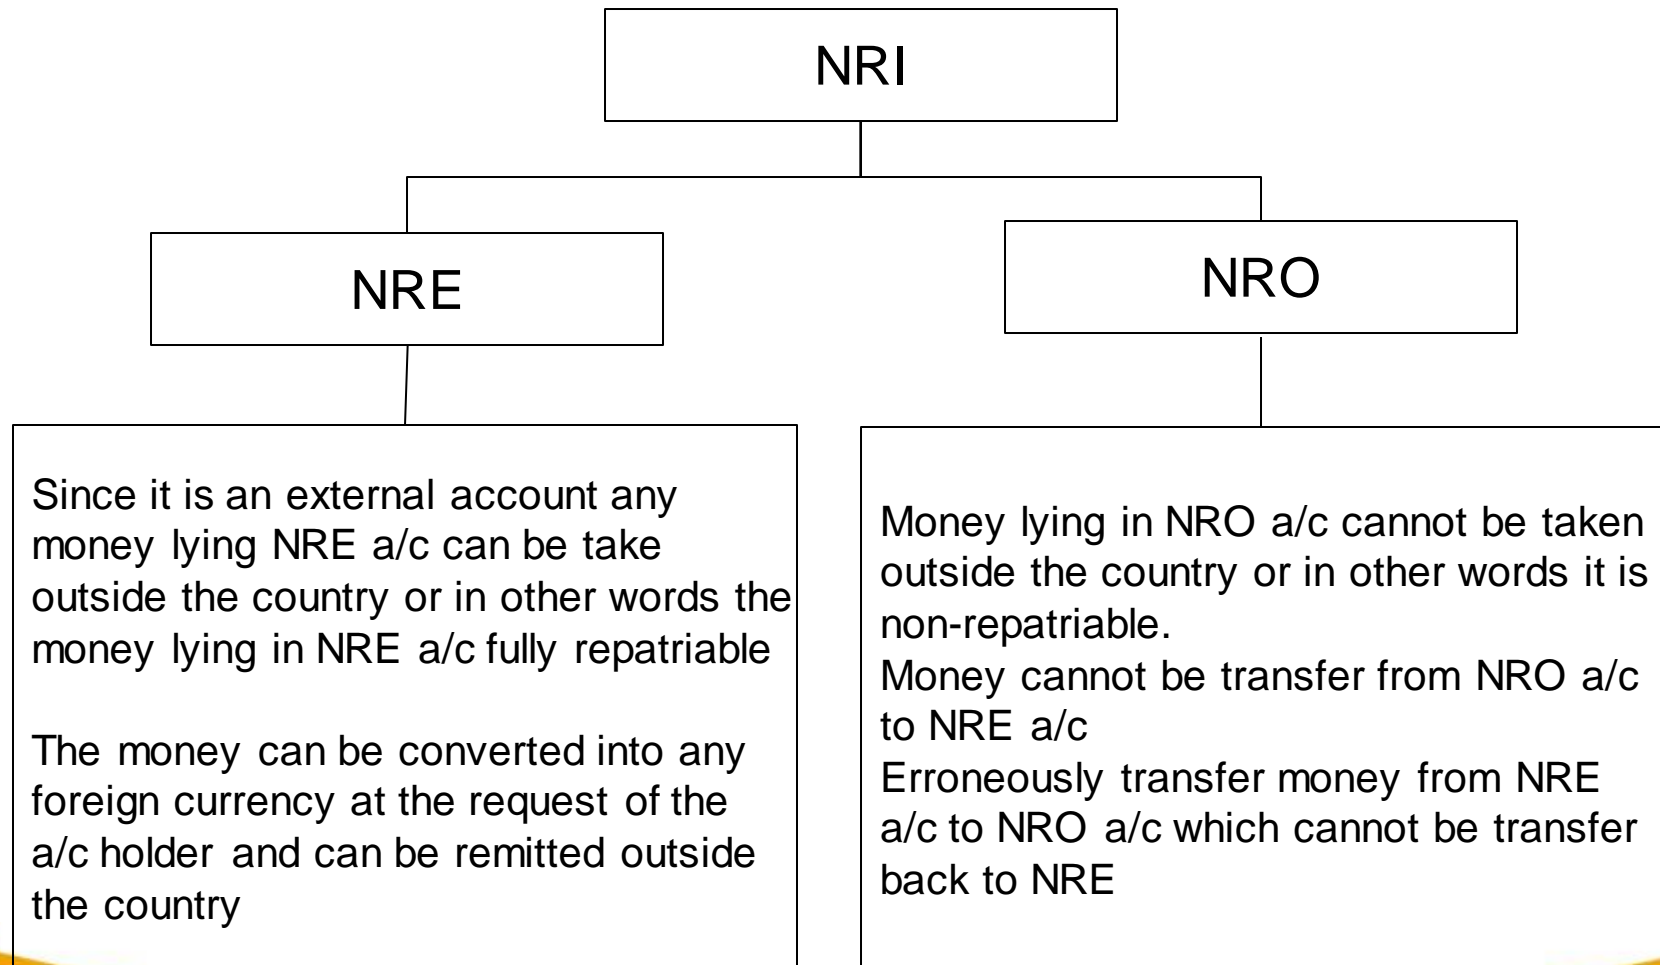 NRI
NRE
NRO
Since it is an external account any
money lying NRE a/c can be take
outside the country or in other words the
money lying in NRE a/c fully repatriable
The money can be converted into any
foreign currency at the request of the
a/c holder and can be remitted outside
the country
Money lying in NRO a/c cannot be taken
outside the country or in other words it is
non-repatriable.
Money cannot be transfer from NRO a/c
to NRE a/c
Erroneously transfer money from NRE
a/c to NRO a/c which cannot be transfer
back to NRE